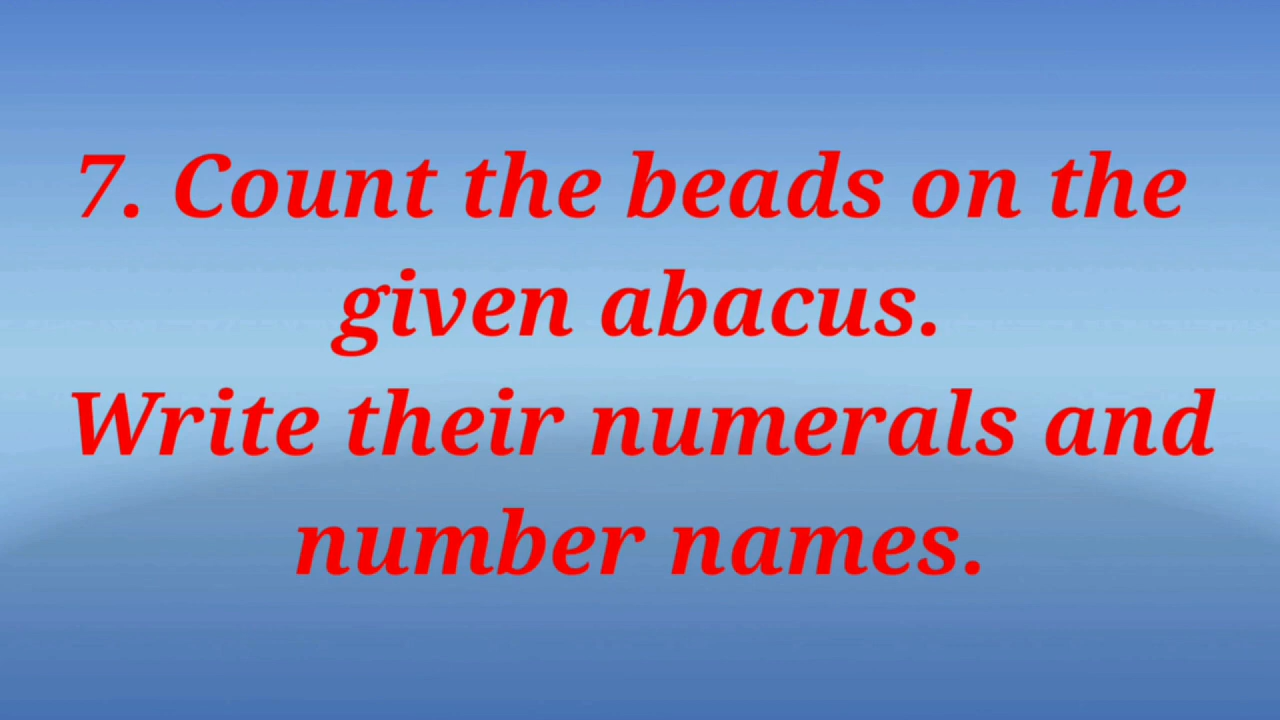 7. Count the beads on the
given abacus.
Write their numerals and
number names.